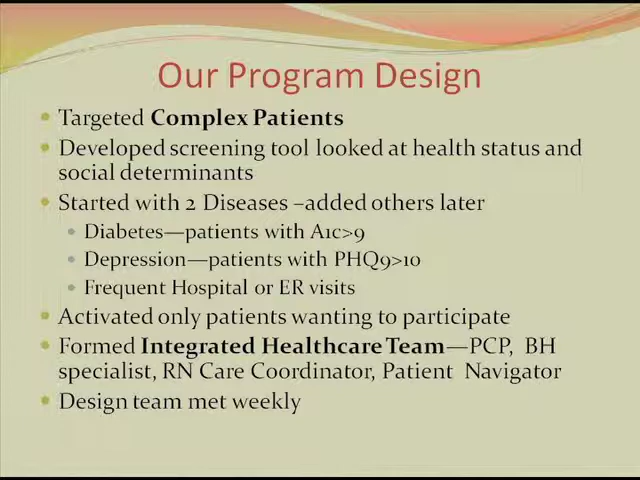 Our Program Design
Targeted Complex Patients
Developed screening tool looked at health status and
social determinants
Started with 2 Diseases –added others later
Diabetes—patients with A1c>9
Depression—patients with PHQ9>10
Frequent Hospital or ER visits
Activated only patients wanting to participate
Formed Integrated Healthcare Team—PCP, BH
specialist, RN Care Coordinator, Patient Navigator
Design team met weekly